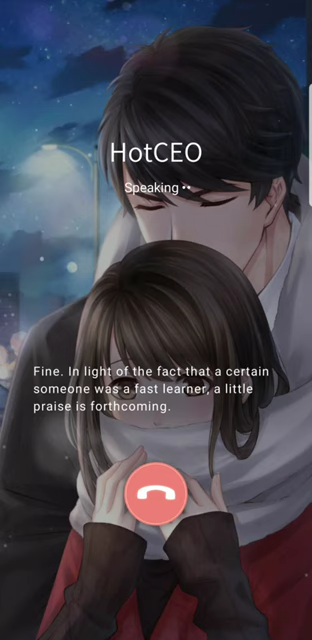 HotCEO
Speaking ••
Fine. In light of the fact that a certain
someone was a fast learner, a little
praise is forthcoming.